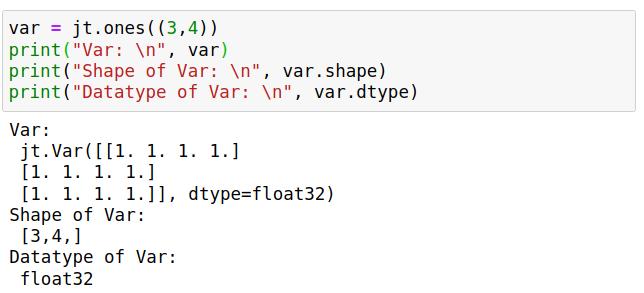 var = jt.ones((3,4))
print("Var: \n", var)
print("Shape of Var: \n", var.shape)
print("Datatype of Var: \n", var.dtype)
Var:
 jt.Var([[1. 1. 1. 1.]
 [1. 1. 1. 1.]
 [1. 1. 1. 1.]], dtype=float32)
Shape of Var:
 [3,4,]
Datatype of Var:
 float32